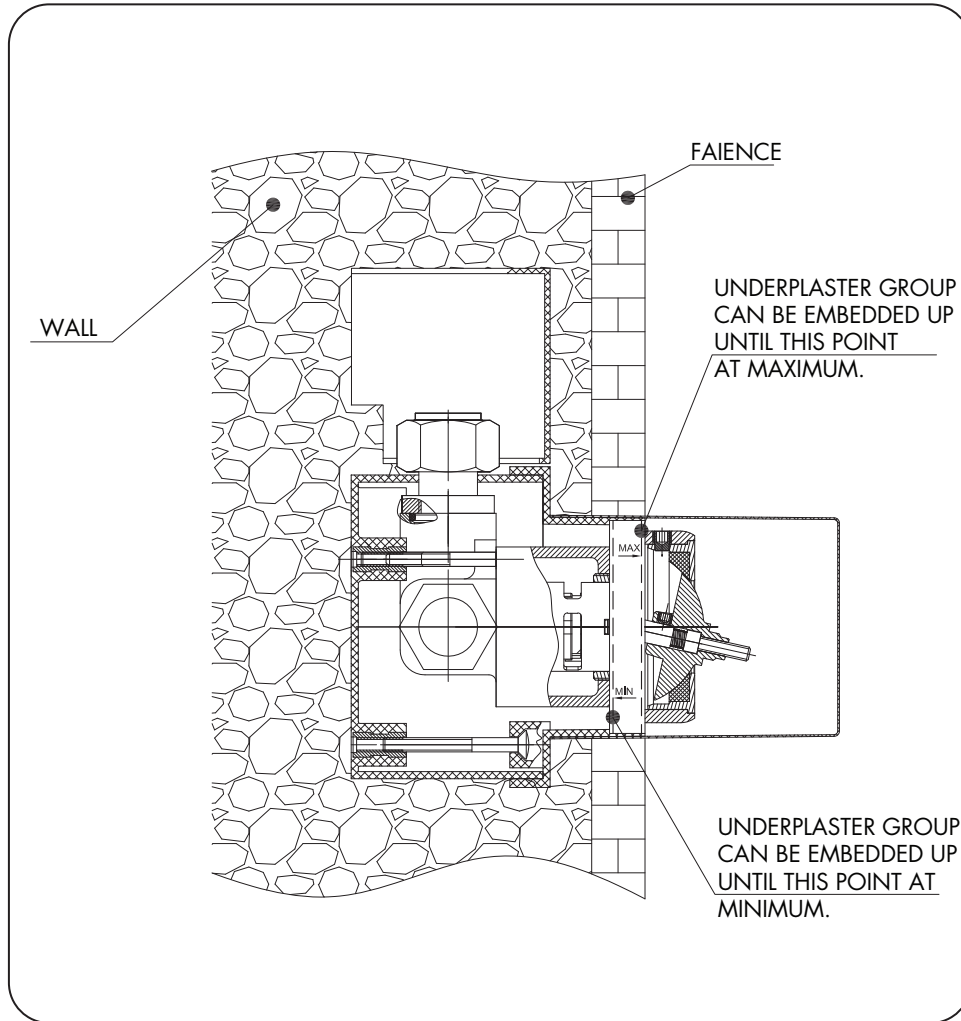 FAIENCE
UNDERPLASTER GROUP
CAN BE EMBEDDED UP
UNTIL THIS POINT
AT MAXIMUM.
WALL
MAX
MIN
UNDERPLASTER GROUP
CAN BE EMBEDDED UP
UNTIL THIS POINT AT
MINIMUM.